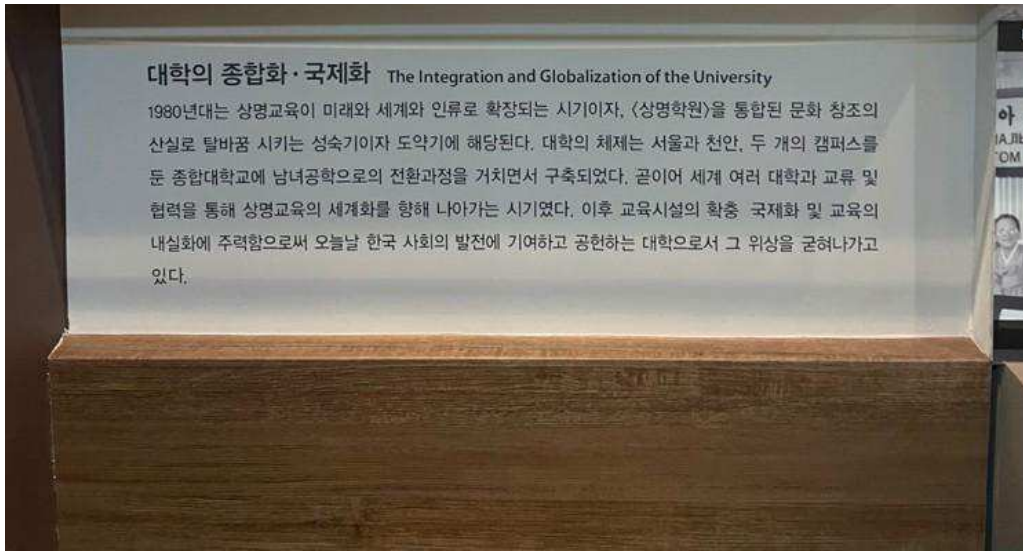 대학의 종합화·국제화 The Integration and Globalization of the University
1980년대는 상명교육이 미래와 세계와 인류로 확장되는 시기이자, 〈상명학원〉을 통합된 문화 창조의
산실로 탈바꿈 시키는 성숙기이자 도약기에 해당된다. 대학의 체제는 서울과 천안, 두 개의 캠퍼스를
둔 종합대학교에 남녀공학으로의 전환과정을 거치면서 구축되었다. 곧이어 세계 여러 대학과 교류 및
협력을 통해 상명교육의 세계화를 향해 나아가는 시기였다. 이후 교육시설의 확충 국제화 및 교육의
내실화에 주력함으로써 오늘날 한국 사회의 발전에 기여하고 공헌하는 대학으로서 그 위상을 굳혀나가고
있다.
아